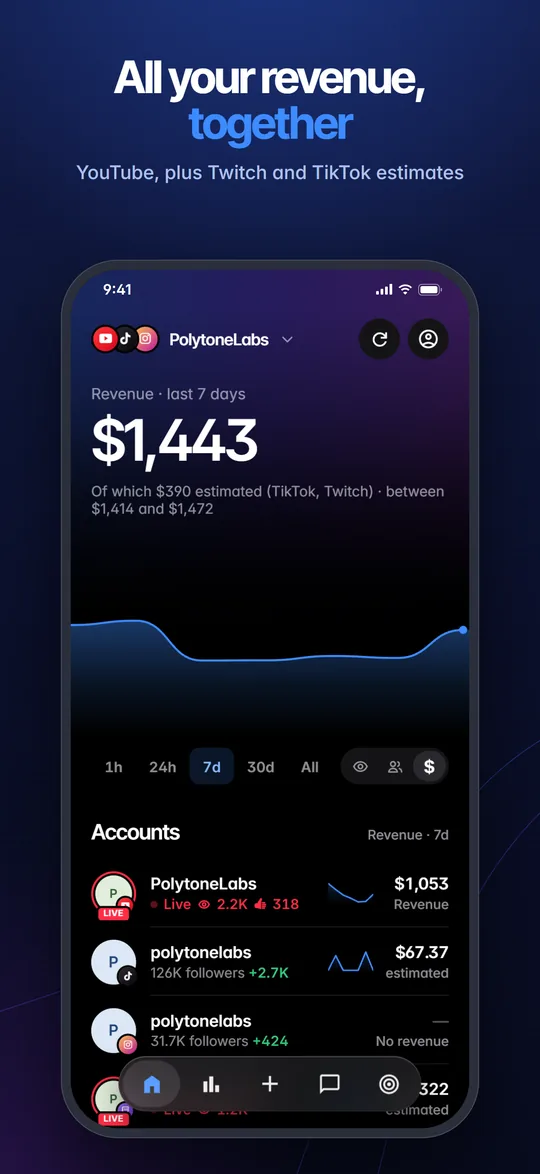 All your revenue,
together
YouTube, plus Twitch and TikTok estimates
9:41
PolytoneLabs
Revenue · last 7 days
$1,443
Of which $390 estimated (TikTok, Twitch) · between
$1,414 and $1,472
1h 24h 7d 30d All $
Accounts Revenue · 7d
P LIVE PolytoneLabs $1,053
Live 2.2K 318 Revenue
P polytonelabs $67.37
126K followers +2.7K estimated
P polytonelabs —
31.7K followers +424 No revenue
P 322
LIVE Live 1.2K estimated